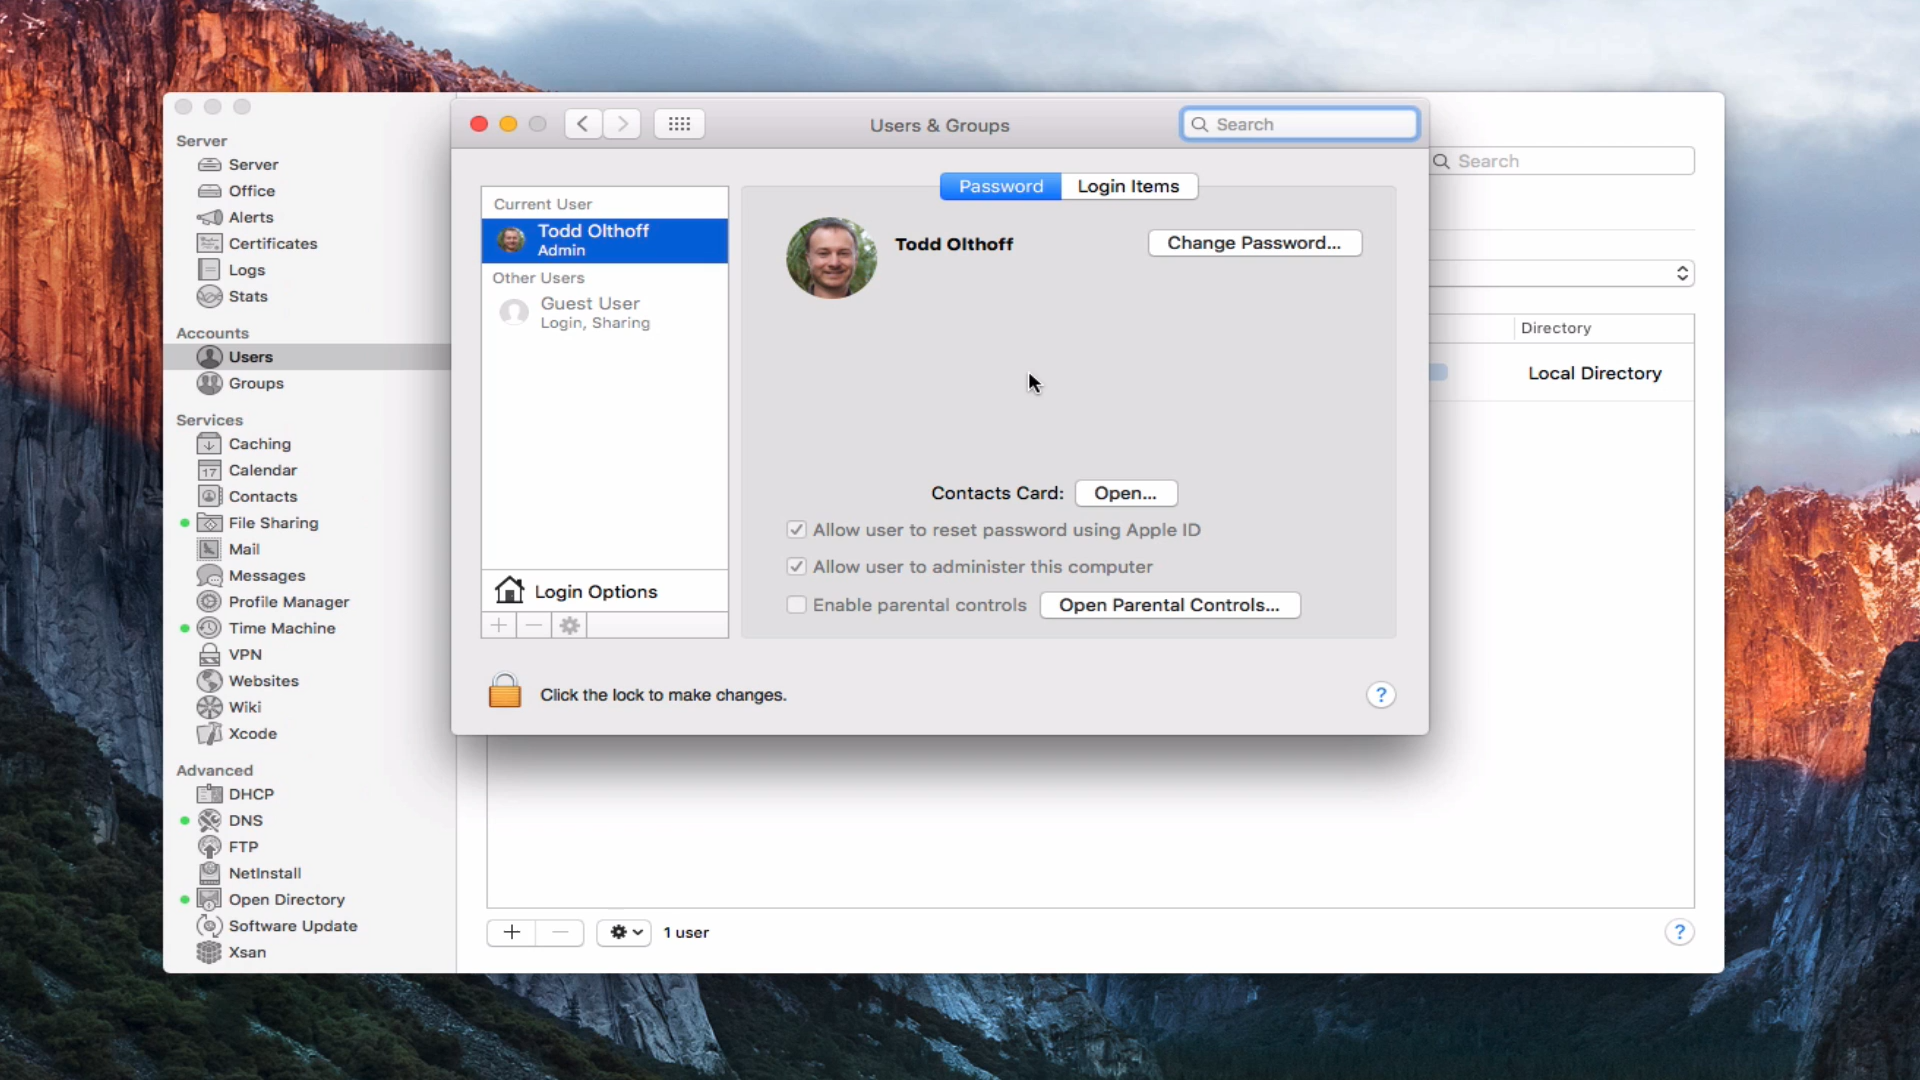 Server
Server
Office
Alerts
Certificates
Logs
Stats
Accounts
Users
Groups
Services
Caching
17
Calendar
Contacts
File Sharing
Mail
Messages
Profile Manager
Time Machine
VPN
Websites
Wiki
Xcode
Advanced
DHCP
DNS
FTP
NetInstall
Open Directory
Software Update
Xsan
Users & Groups
Search
Current User
Todd Olthoff
Admin
Other Users
Guest User
Login, Sharing
Login Options
Password
Login Items
Todd Olthoff
Change Password...
Contacts Card:
Open...
Allow user to reset password using Apple ID
Allow user to administer this computer
Enable parental controls
Open Parental Controls...
Click the lock to make changes.
?
Search
Directory
Local Directory
1 user
?